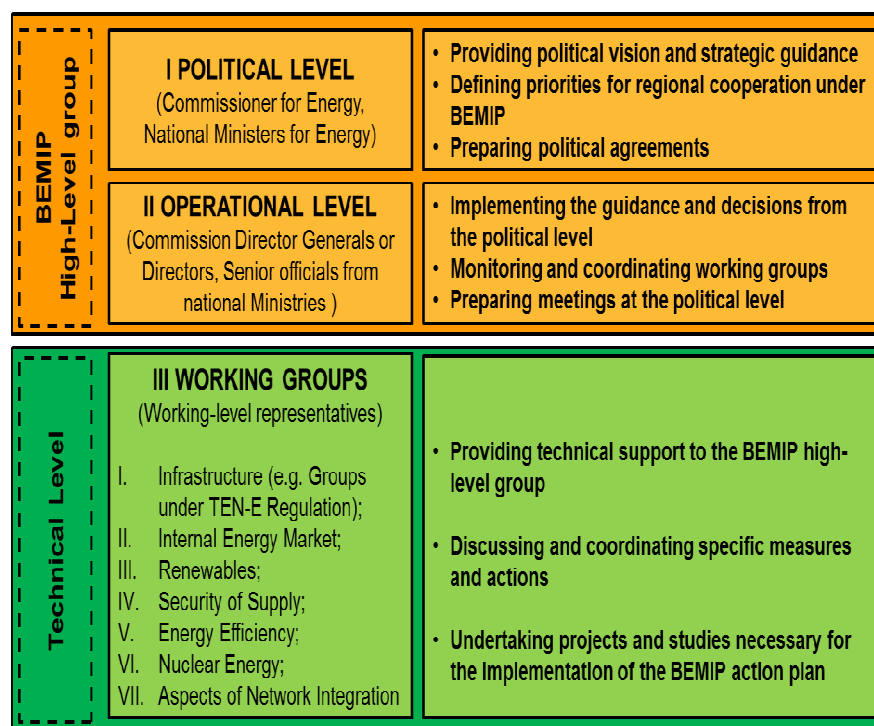 BEMIP
High-Level group
I POLITICAL LEVEL
(Commissioner for Energy,
National Ministers for Energy)
• Providing political vision and strategic guidance
• Defining priorities for regional cooperation under
BEMIP
• Preparing political agreements
II OPERATIONAL LEVEL
(Commission Director Generals or
Directors, Senior officials from
national Ministries )
• Implementing the guidance and decisions from
the political level
• Monitoring and coordinating working groups
• Preparing meetings at the political level
Technical Level
III WORKING GROUPS
(Working-level representatives)
I. Infrastructure (e.g. Groups
under TEN-E Regulation);
II. Internal Energy Market;
III. Renewables;
IV. Security of Supply;
V. Energy Efficiency;
VI. Nuclear Energy;
VII. Aspects of Network Integration
• Providing technical support to the BEMIP high-
level group
• Discussing and coordinating specific measures
and actions
• Undertaking projects and studies necessary for
the implementation of the BEMIP action plan